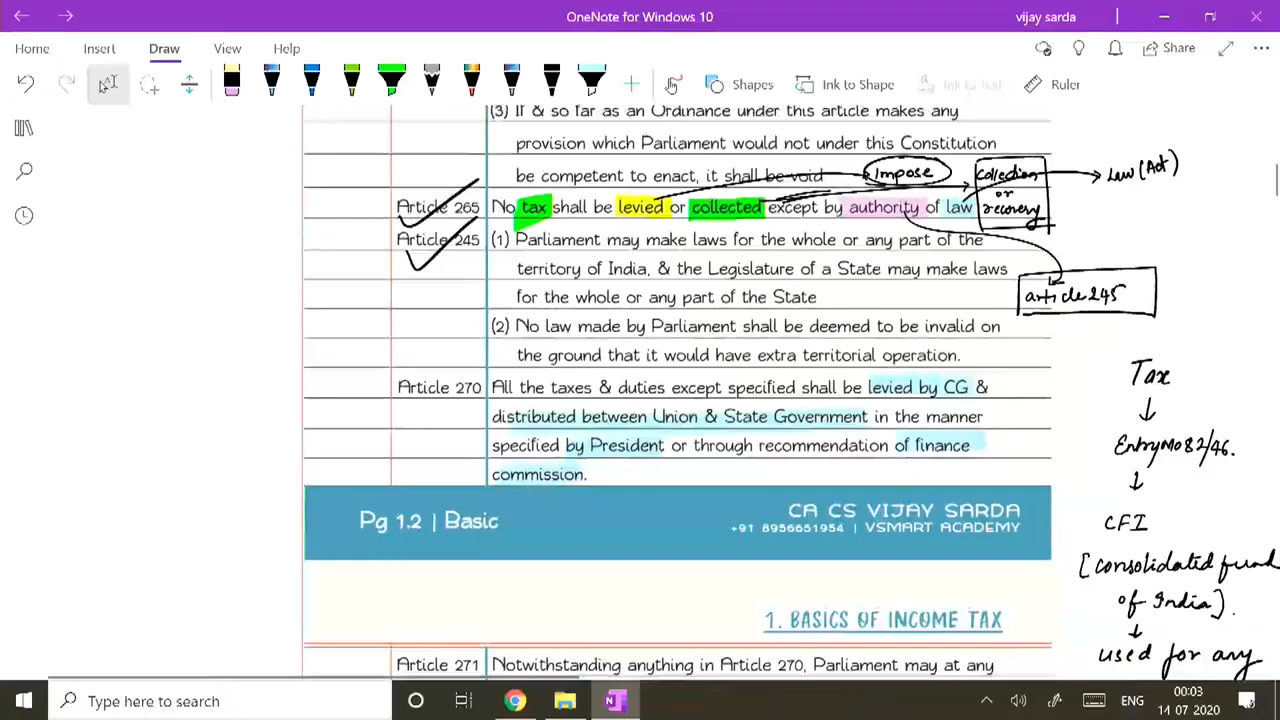 OneNote for Windows 10
vijay sarda
Home Insert Draw View Help
Share
Shapes
Ink to Shape
Ink to Text
Ruler
(3) If & so far as an Ordinance under this article makes any
provision which Parliament would not under this Constitution
be competent to enact, it shall be void
Impose
Collection
or
recovery
Law (Act)
Article 265 No tax shall be levied or collected except by authority of law
Article 245 (1) Parliament may make laws for the whole or any part of the
territory of India, & the Legislature of a State may make laws
for the whole or any part of the State
article 245
(2) No law made by Parliament shall be deemed to be invalid on
the ground that it would have extra territorial operation.
Article 270 All the taxes & duties except specified shall be levied by CG &
distributed between Union & State Government in the manner
specified by President or through recommendation of finance
commission.
Tax
Entry No 82/46.
CFI
[Consolidated fund
of India].
used for any
Pg 1.2 | Basic
CA CS VIJAY SARDA
+91 8956651954 | VSMART ACADEMY
1. BASICS OF INCOME TAX
Article 271 Notwithstanding anything in Article 270, Parliament may at any
Type here to search
ENG
00:03
14-07-2020